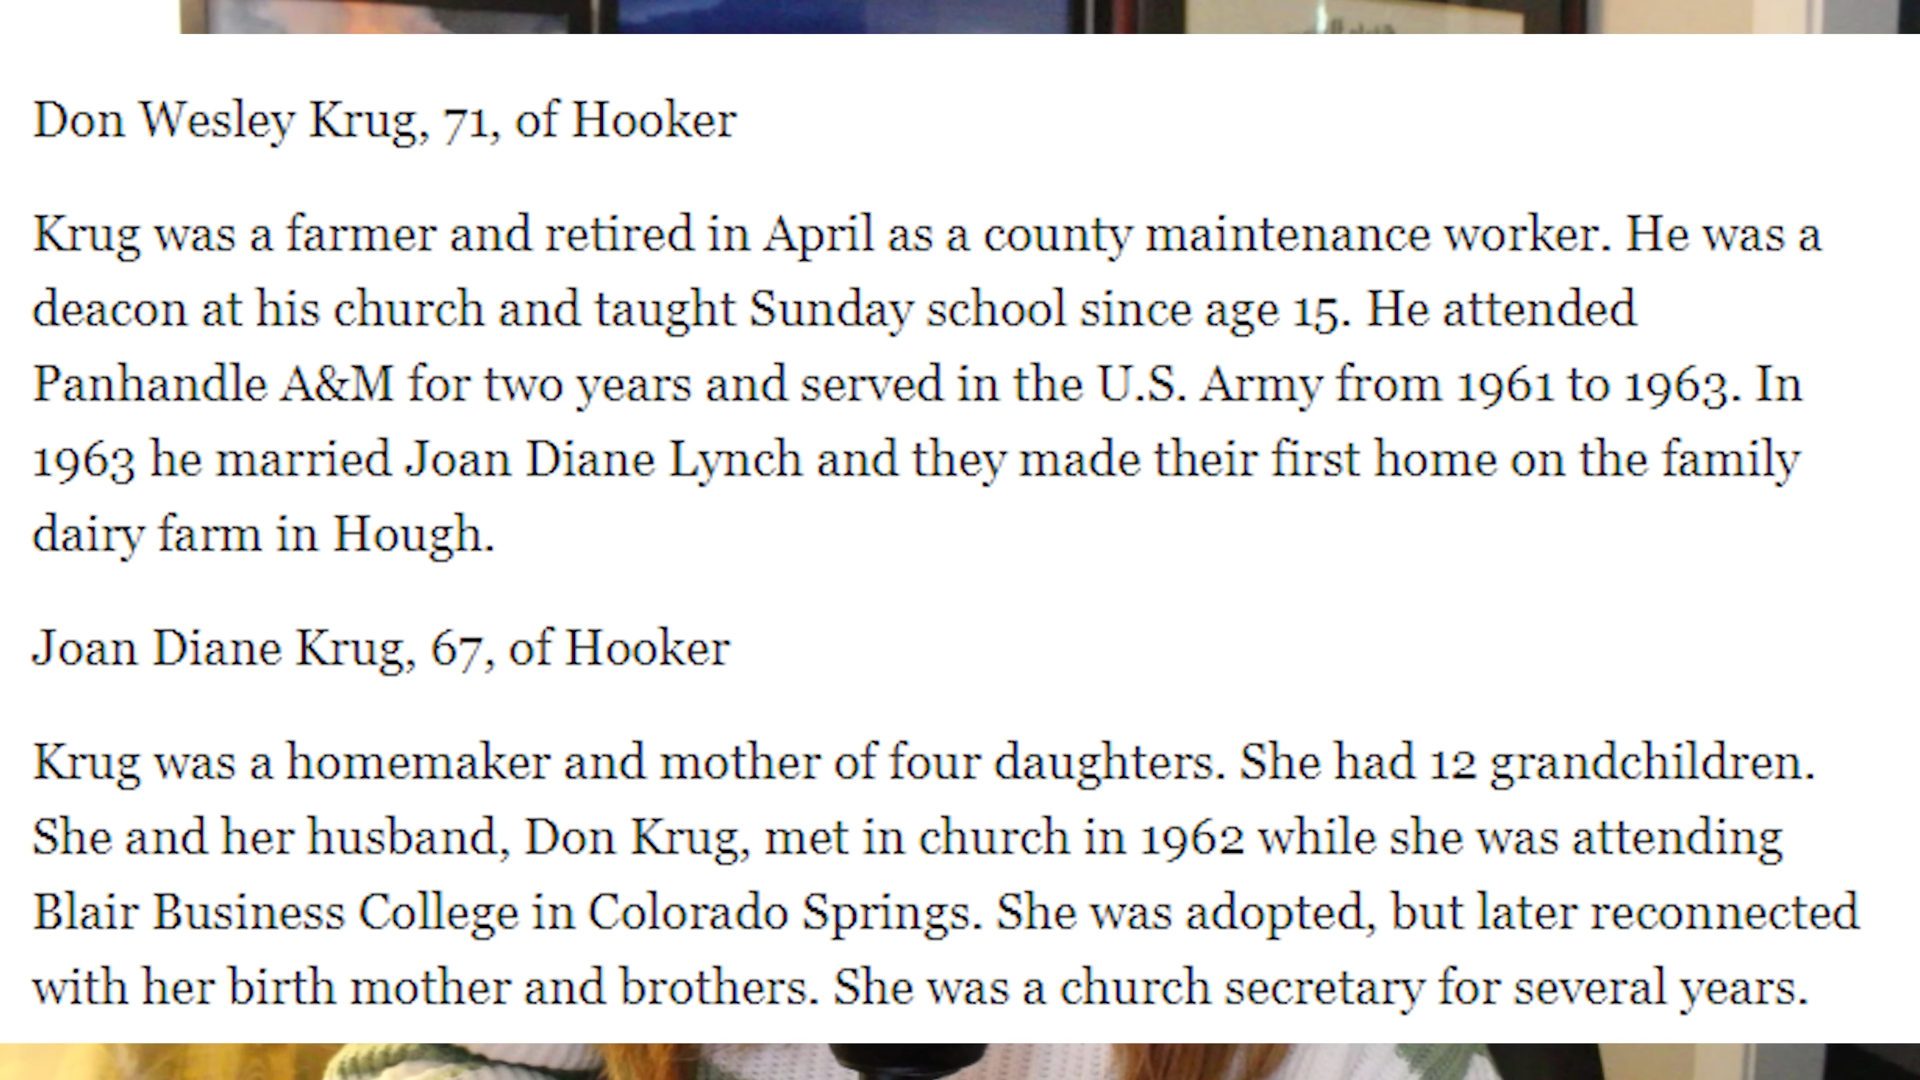 Don Wesley Krug, 71, of Hooker
Krug was a farmer and retired in April as a county maintenance worker. He was a
deacon at his church and taught Sunday school since age 15. He attended
Panhandle A&M for two years and served in the U.S. Army from 1961 to 1963. In
1963 he married Joan Diane Lynch and they made their first home on the family
dairy farm in Hough.
Joan Diane Krug, 67, of Hooker
Krug was a homemaker and mother of four daughters. She had 12 grandchildren.
She and her husband, Don Krug, met in church in 1962 while she was attending
Blair Business College in Colorado Springs. She was adopted, but later reconnected
with her birth mother and brothers. She was a church secretary for several years.